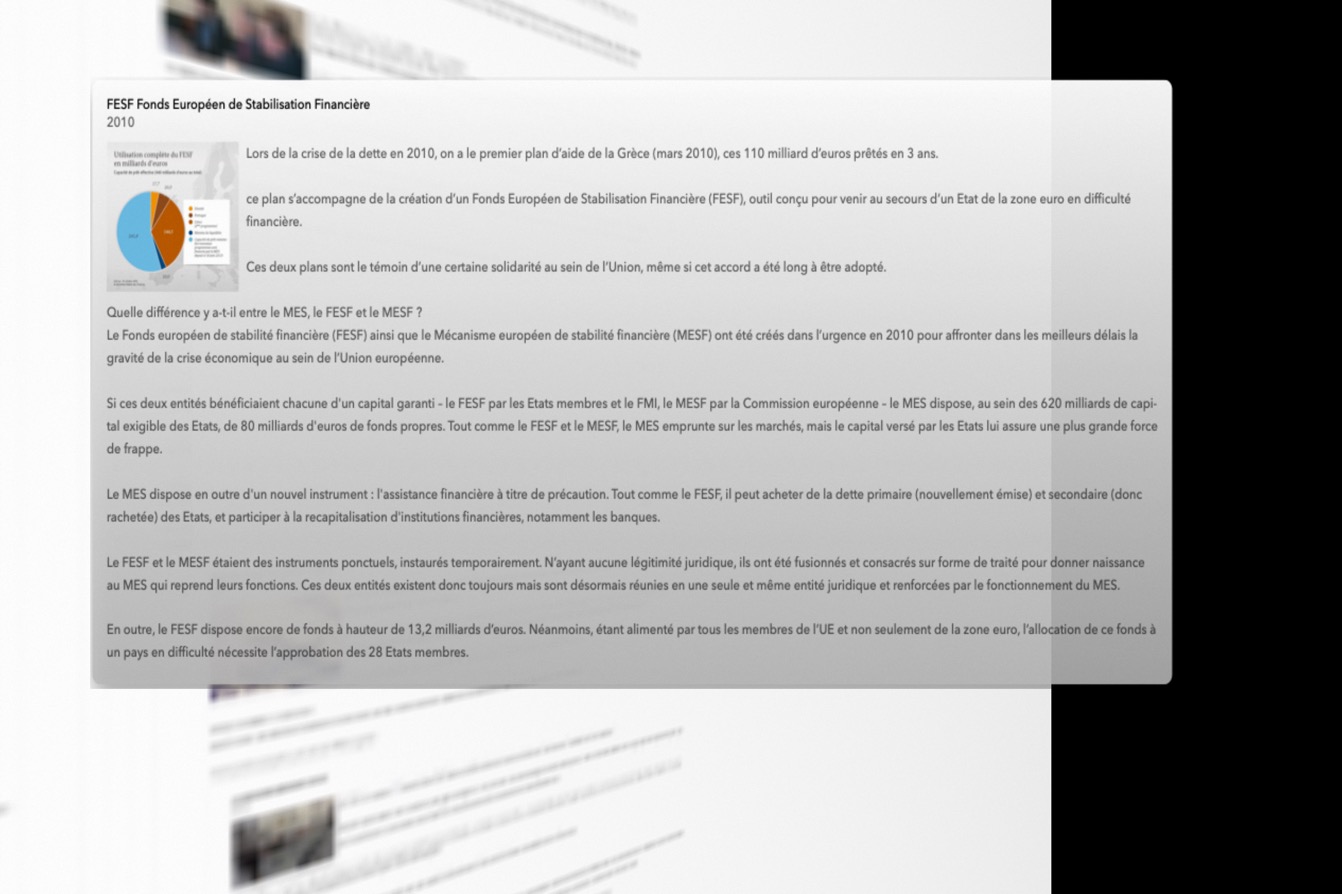 FESF Fonds Européen de Stabilisation Financière
2010
Utilisation complète du FESF
en milliards d'euros
Lors de la crise de la dette en 2010, on a le premier plan d'aide de la Grèce (mars 2010), ces 110 milliard d'euros prêtés en 3 ans.
ce plan s'accompagne de la création d'un Fonds Européen de Stabilisation Financière (FESF), outil conçu pour venir au secours d'un Etat de la zone euro en difficulté
financière.
Ces deux plans sont le témoin d'une certaine solidarité au sein de l'Union, même si cet accord a été long à être adopté.
Quelle différence y a-t-il entre le MES, le FESF et le MESF ?
Le Fonds européen de stabilité financière (FESF) ainsi que le Mécanisme européen de stabilité financière (MESF) ont été créés dans l'urgence en 2010 pour affronter dans les meilleurs délais la
gravité de la crise économique au sein de l'Union européenne.
Si ces deux entités bénéficiaient chacune d'un capital garanti - le FESF par les Etats membres et le FMI, le MESF par la Commission européenne - le MES dispose, au sein des 620 milliards de capi-
tal exigible des Etats, de 80 milliards d'euros de fonds propres. Tout comme le FESF et le MESF, le MES emprunte sur les marchés, mais le capital versé par les Etats lui assure une plus grande force
de frappe.
Le MES dispose en outre d'un nouvel instrument : l'assistance financière à titre de précaution. Tout comme le FESF, il peut acheter de la dette primaire (nouvellement émise) et secondaire (donc
rachetée) des Etats, et participer à la recapitalisation d'institutions financières, notamment les banques.
Le FESF et le MESF étaient des instruments ponctuels, instaurés temporairement. N'ayant aucune légitimité juridique, ils ont été fusionnés et consacrés sur forme de traité pour donner naissance
au MES qui reprend leurs fonctions. Ces deux entités existent donc toujours mais sont désormais réunies en une seule et même entité juridique et renforcées par le fonctionnement du MES.
En outre, le FESF dispose encore de fonds à hauteur de 13,2 milliards d'euros. Néanmoins, étant alimenté par tous les membres de l'UE et non seulement de la zone euro, l'allocation de ce fonds à
un pays en difficulté nécessite l'approbation des 28 Etats membres.